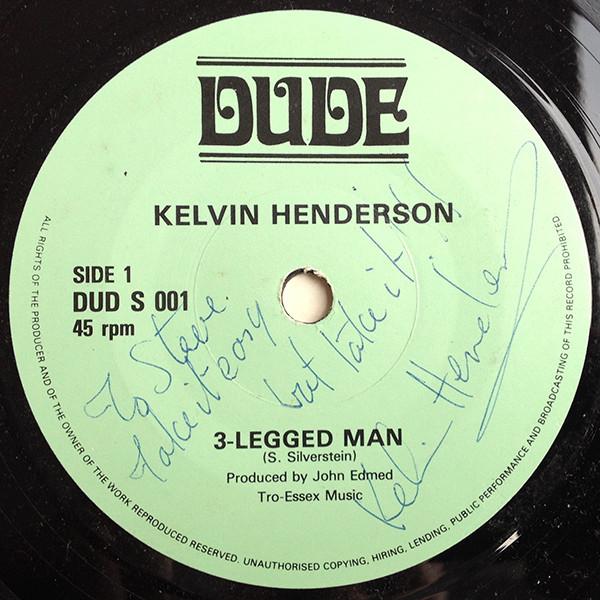 DUDE
KELVIN HENDERSON
SIDE 1
DUD S 001
45 rpm
To Steve.
take it easy
but take it!!
Kelvin Henderson
3-LEGGED MAN
(S. Silverstein)
Produced by John Edmed
Tro-Essex Music
ALL RIGHTS OF THE PRODUCER AND OF THE OWNER OF THE WORK REPRODUCED RESERVED. UNAUTHORISED COPYING, HIRING, LENDING, PUBLIC PERFORMANCE AND BROADCASTING OF THIS RECORD PROHIBITED